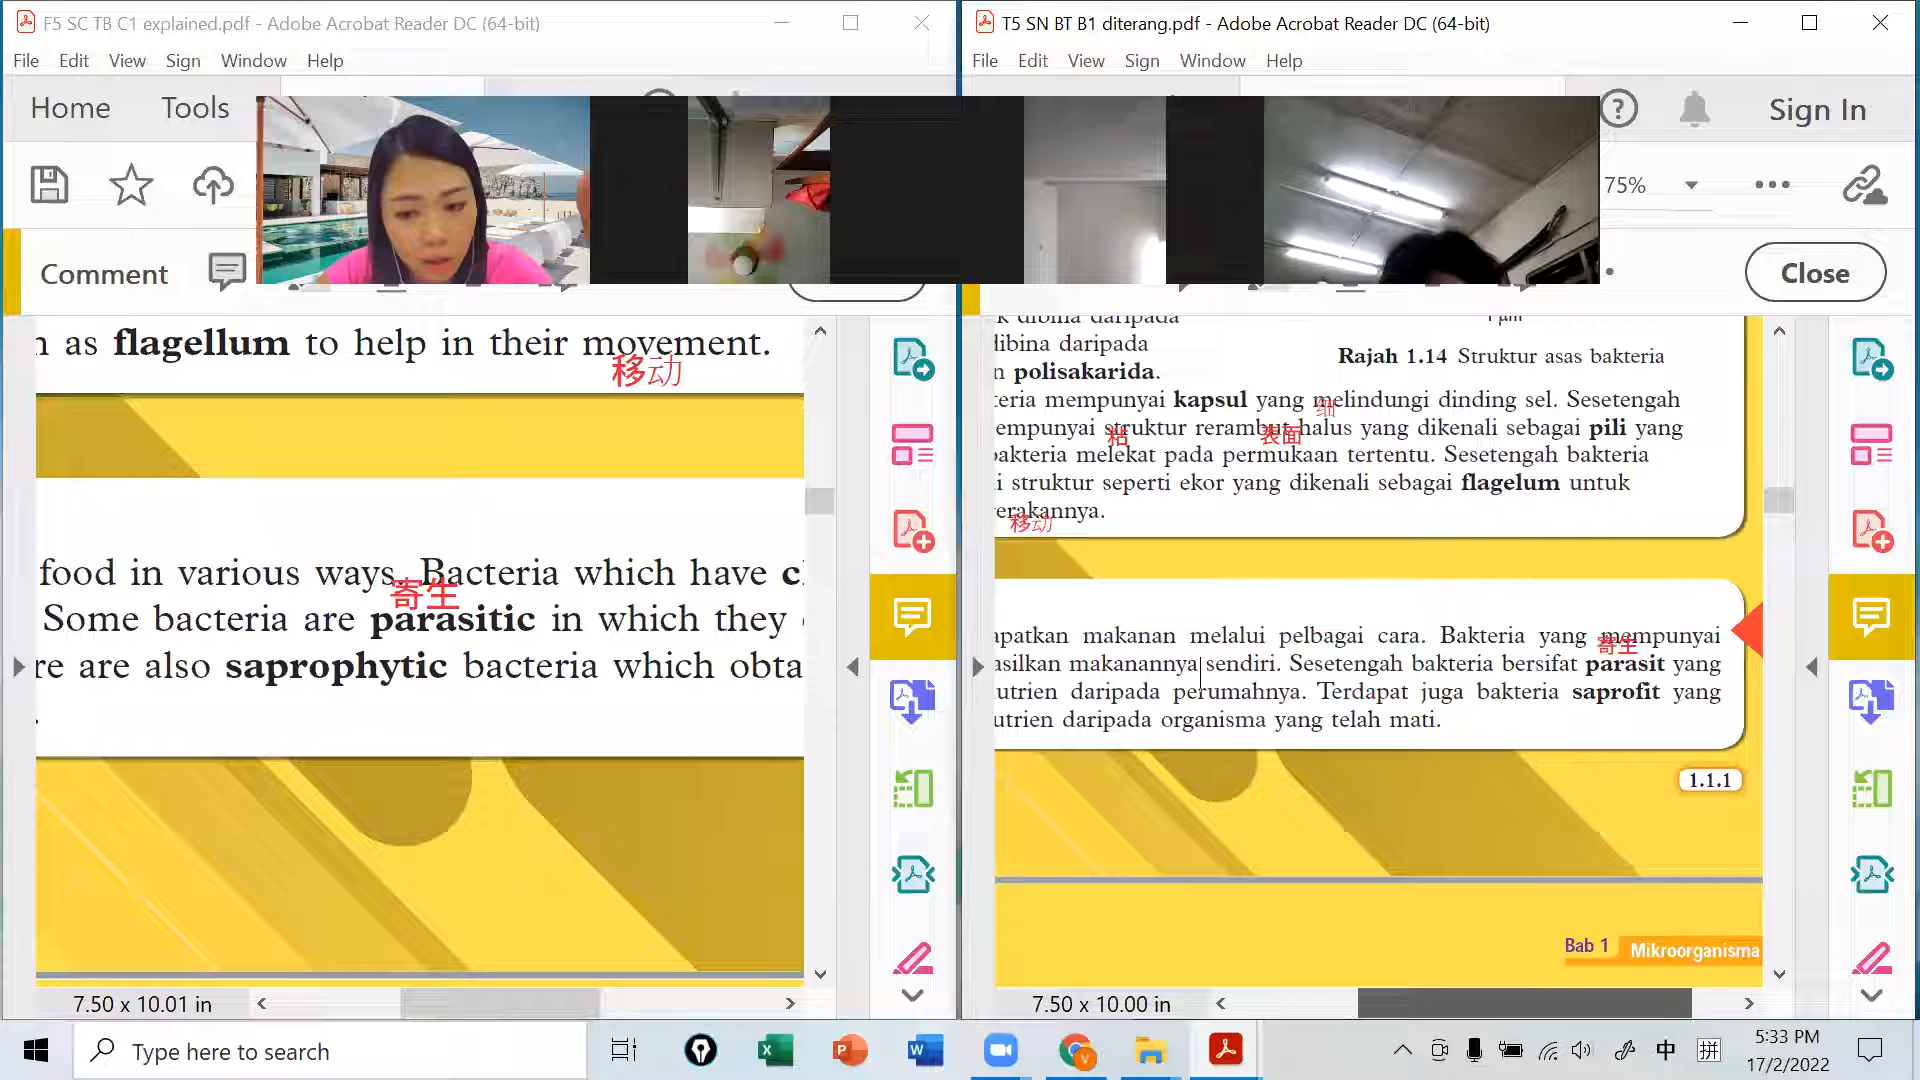 F5 SC TB C1 explained.pdf - Adobe Acrobat Reader DC (64-bit)
File Edit View Sign Window Help
Home Tools
Comment
as flagellum to help in their movement.
移动
food in various ways. Bacteria which have
寄生
Some bacteria are parasitic in which they
re are also saprophytic bacteria which obta
7.50 x 10.01 in
T5 SN BT B1 diterang.pdf - Adobe Acrobat Reader DC (64-bit)
File Edit View Sign Window Help
Sign In
75%
Close
k dibina daripada
1 µm
dibina daripada
Rajah 1.14 Struktur asas bakteria
n polisakarida.
teria mempunyai kapsul yang melindungi dinding sel. Sesetengah
细
empunyai struktur rerambut halus yang dikenali sebagai pili yang
粘 表面
bakteria melekat pada permukaan tertentu. Sesetengah bakteria
i struktur seperti ekor yang dikenali sebagai flagelum untuk
erakannya.
移动
apatkan makanan melalui pelbagai cara. Bakteria yang mempunyai
寄生
asilkan makanannya sendiri. Sesetengah bakteria bersifat parasit yang
utrien daripada perumahnya. Terdapat juga bakteria saprofit yang
utrien daripada organisma yang telah mati.
1.1.1
Bab 1 Mikroorganisma
7.50 x 10.00 in
Type here to search
中 拼
5:33 PM
17/2/2022